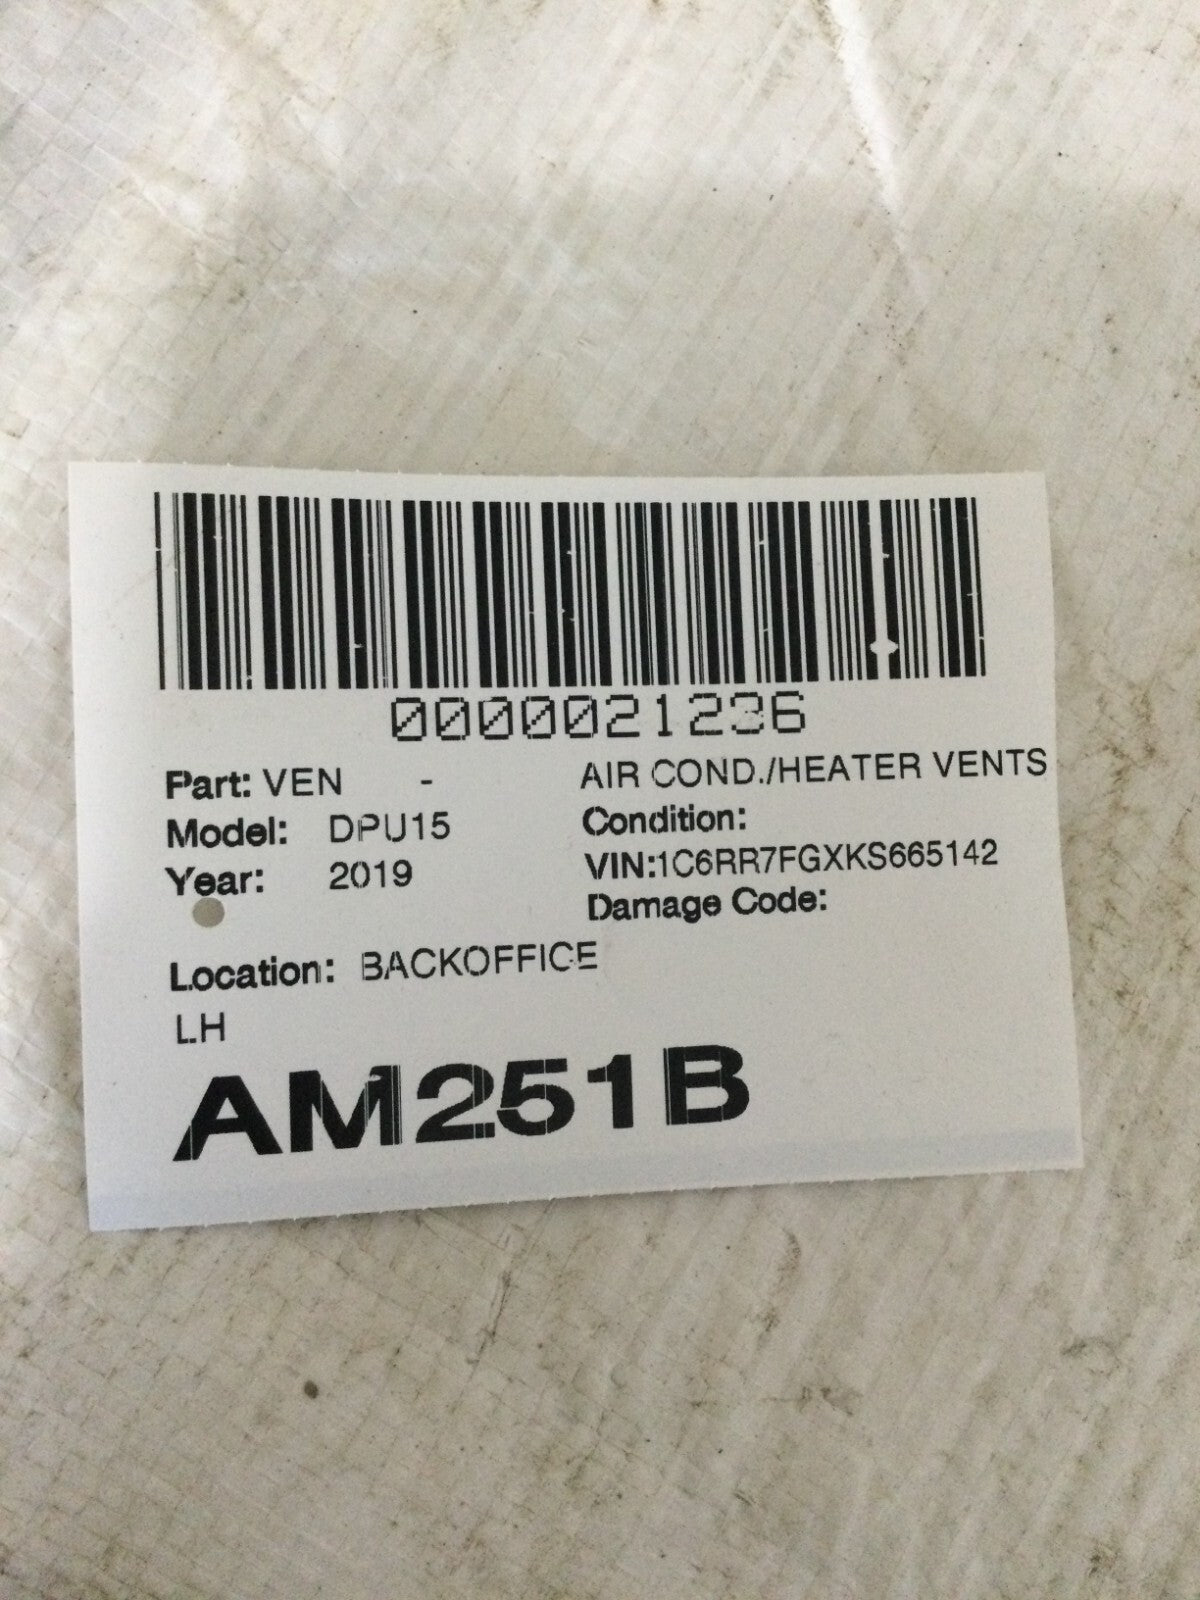 0000021236
Part: VEN - AIR COND./HEATER VENTS
Model: DPU15 Condition:
Year: 2019 VIN:1C6RR7FGXKS665142
Damage Code:
Location: BACKOFFICE
LH
AM251B